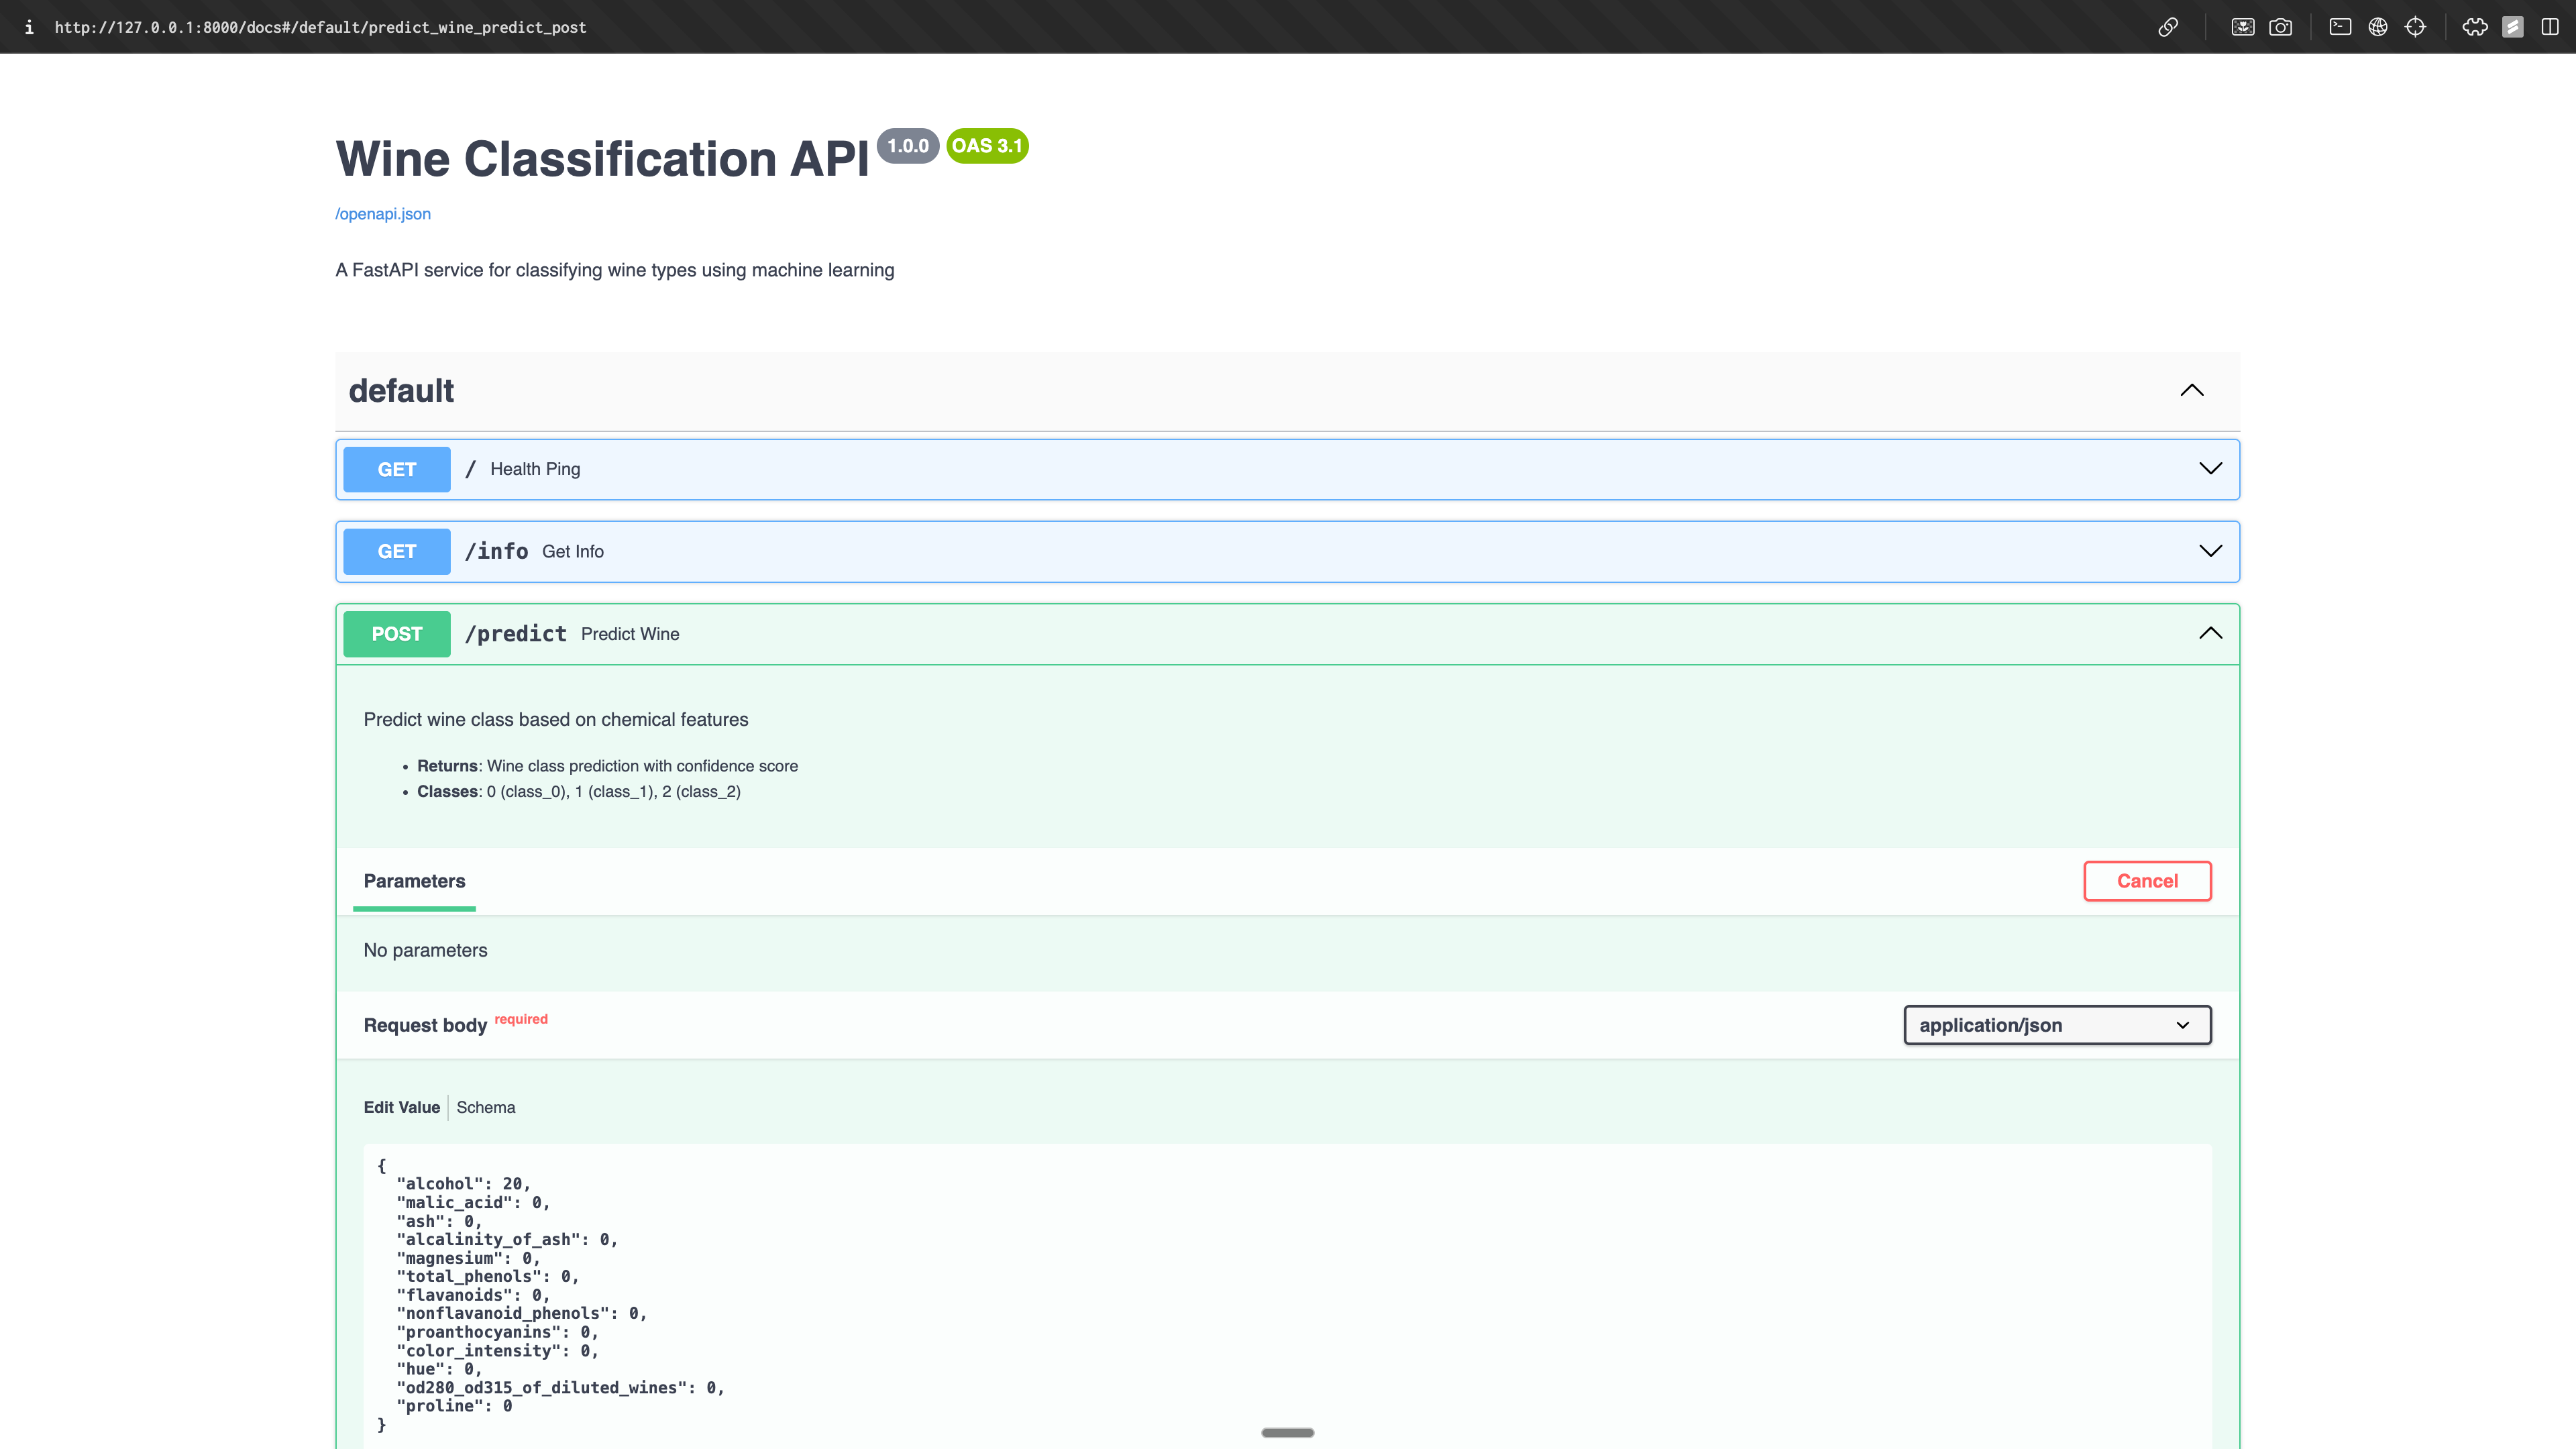 i http://127.0.0.1:8000/docs#/default/predict_wine_predict_post
Wine Classification API 1.0.0 OAS 3.1
/openapi.json
A FastAPI service for classifying wine types using machine learning
default
GET / Health Ping
GET /info Get Info
POST /predict Predict Wine
Predict wine class based on chemical features
• Returns: Wine class prediction with confidence score
• Classes: 0 (class_0), 1 (class_1), 2 (class_2)
Parameters Cancel
No parameters
Request body required application/json
Edit Value Schema
{
  "alcohol": 20,
  "malic_acid": 0,
  "ash": 0,
  "alcalinity_of_ash": 0,
  "magnesium": 0,
  "total_phenols": 0,
  "flavanoids": 0,
  "nonflavanoid_phenols": 0,
  "proanthocyanins": 0,
  "color_intensity": 0,
  "hue": 0,
  "od280_od315_of_diluted_wines": 0,
  "proline": 0
}